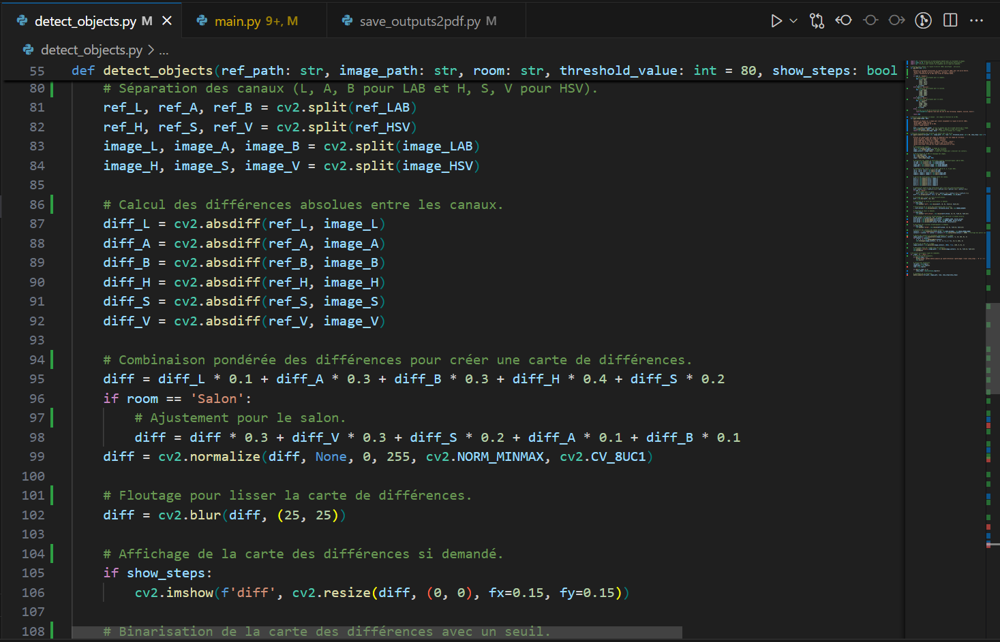 detect_objects.py M
main.py 9+, M
save_outputs2pdf.py M
detect_objects.py > ...
55 def detect_objects(ref_path: str, image_path: str, room: str, threshold_value: int = 80, show_steps: bool
80 # Séparation des canaux (L, A, B pour LAB et H, S, V pour HSV).
81 ref_L, ref_A, ref_B = cv2.split(ref_LAB)
82 ref_H, ref_S, ref_V = cv2.split(ref_HSV)
83 image_L, image_A, image_B = cv2.split(image_LAB)
84 image_H, image_S, image_V = cv2.split(image_HSV)
85
86 # Calcul des différences absolues entre les canaux.
87 diff_L = cv2.absdiff(ref_L, image_L)
88 diff_A = cv2.absdiff(ref_A, image_A)
89 diff_B = cv2.absdiff(ref_B, image_B)
90 diff_H = cv2.absdiff(ref_H, image_H)
91 diff_S = cv2.absdiff(ref_S, image_S)
92 diff_V = cv2.absdiff(ref_V, image_V)
93
94 # Combinaison pondérée des différences pour créer une carte de différences.
95 diff = diff_L * 0.1 + diff_A * 0.3 + diff_B * 0.3 + diff_H * 0.4 + diff_S * 0.2
96 if room == 'Salon':
97 # Ajustement pour le salon.
98 diff = diff * 0.3 + diff_V * 0.3 + diff_S * 0.2 + diff_A * 0.1 + diff_B * 0.1
99 diff = cv2.normalize(diff, None, 0, 255, cv2.NORM_MINMAX, cv2.CV_8UC1)
100
101 # Floutage pour lisser la carte de différences.
102 diff = cv2.blur(diff, (25, 25))
103
104 # Affichage de la carte des différences si demandé.
105 if show_steps:
106 cv2.imshow(f'diff', cv2.resize(diff, (0, 0), fx=0.15, fy=0.15))
107
108 # Binarisation de la carte des différences avec un seuil.